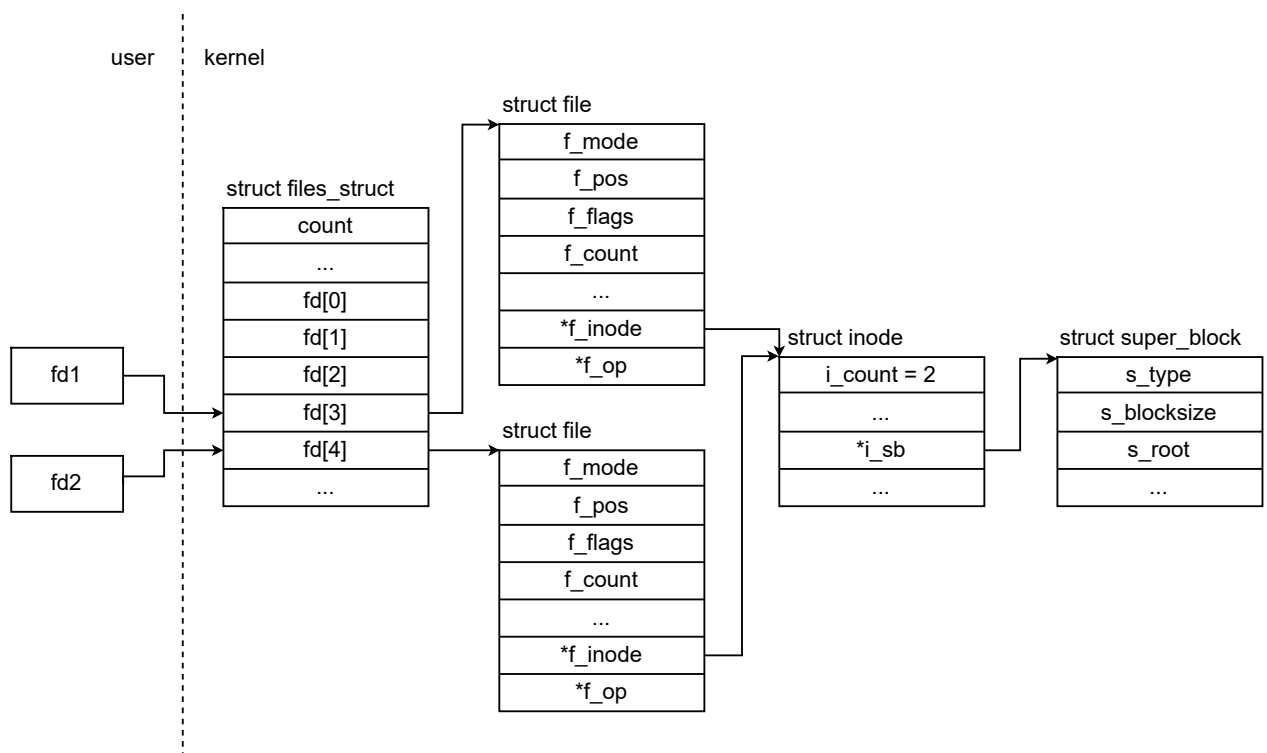 user
kernel
fd1
fd2
struct files_struct
count
...
fd[0]
fd[1]
fd[2]
fd[3]
fd[4]
...
struct file
f_mode
f_pos
f_flags
f_count
...
*f_inode
*f_op
struct file
f_mode
f_pos
f_flags
f_count
...
*f_inode
*f_op
struct inode
i_count = 2
...
*i_sb
...
struct super_block
s_type
s_blocksize
s_root
...